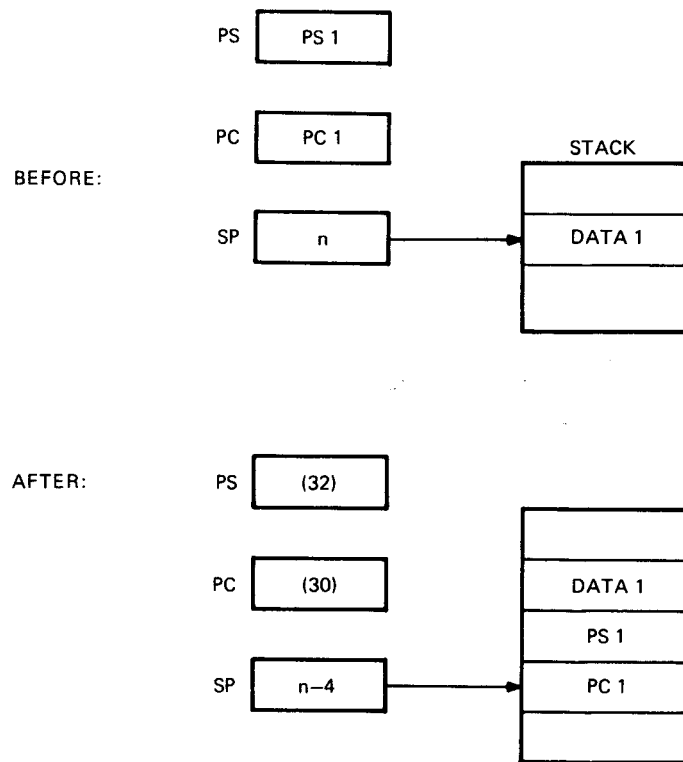 PS PS 1
PC PC 1
STACK
BEFORE:
SP n DATA 1
AFTER: PS (32)
PC (30) DATA 1
PS 1
SP n–4 PC 1